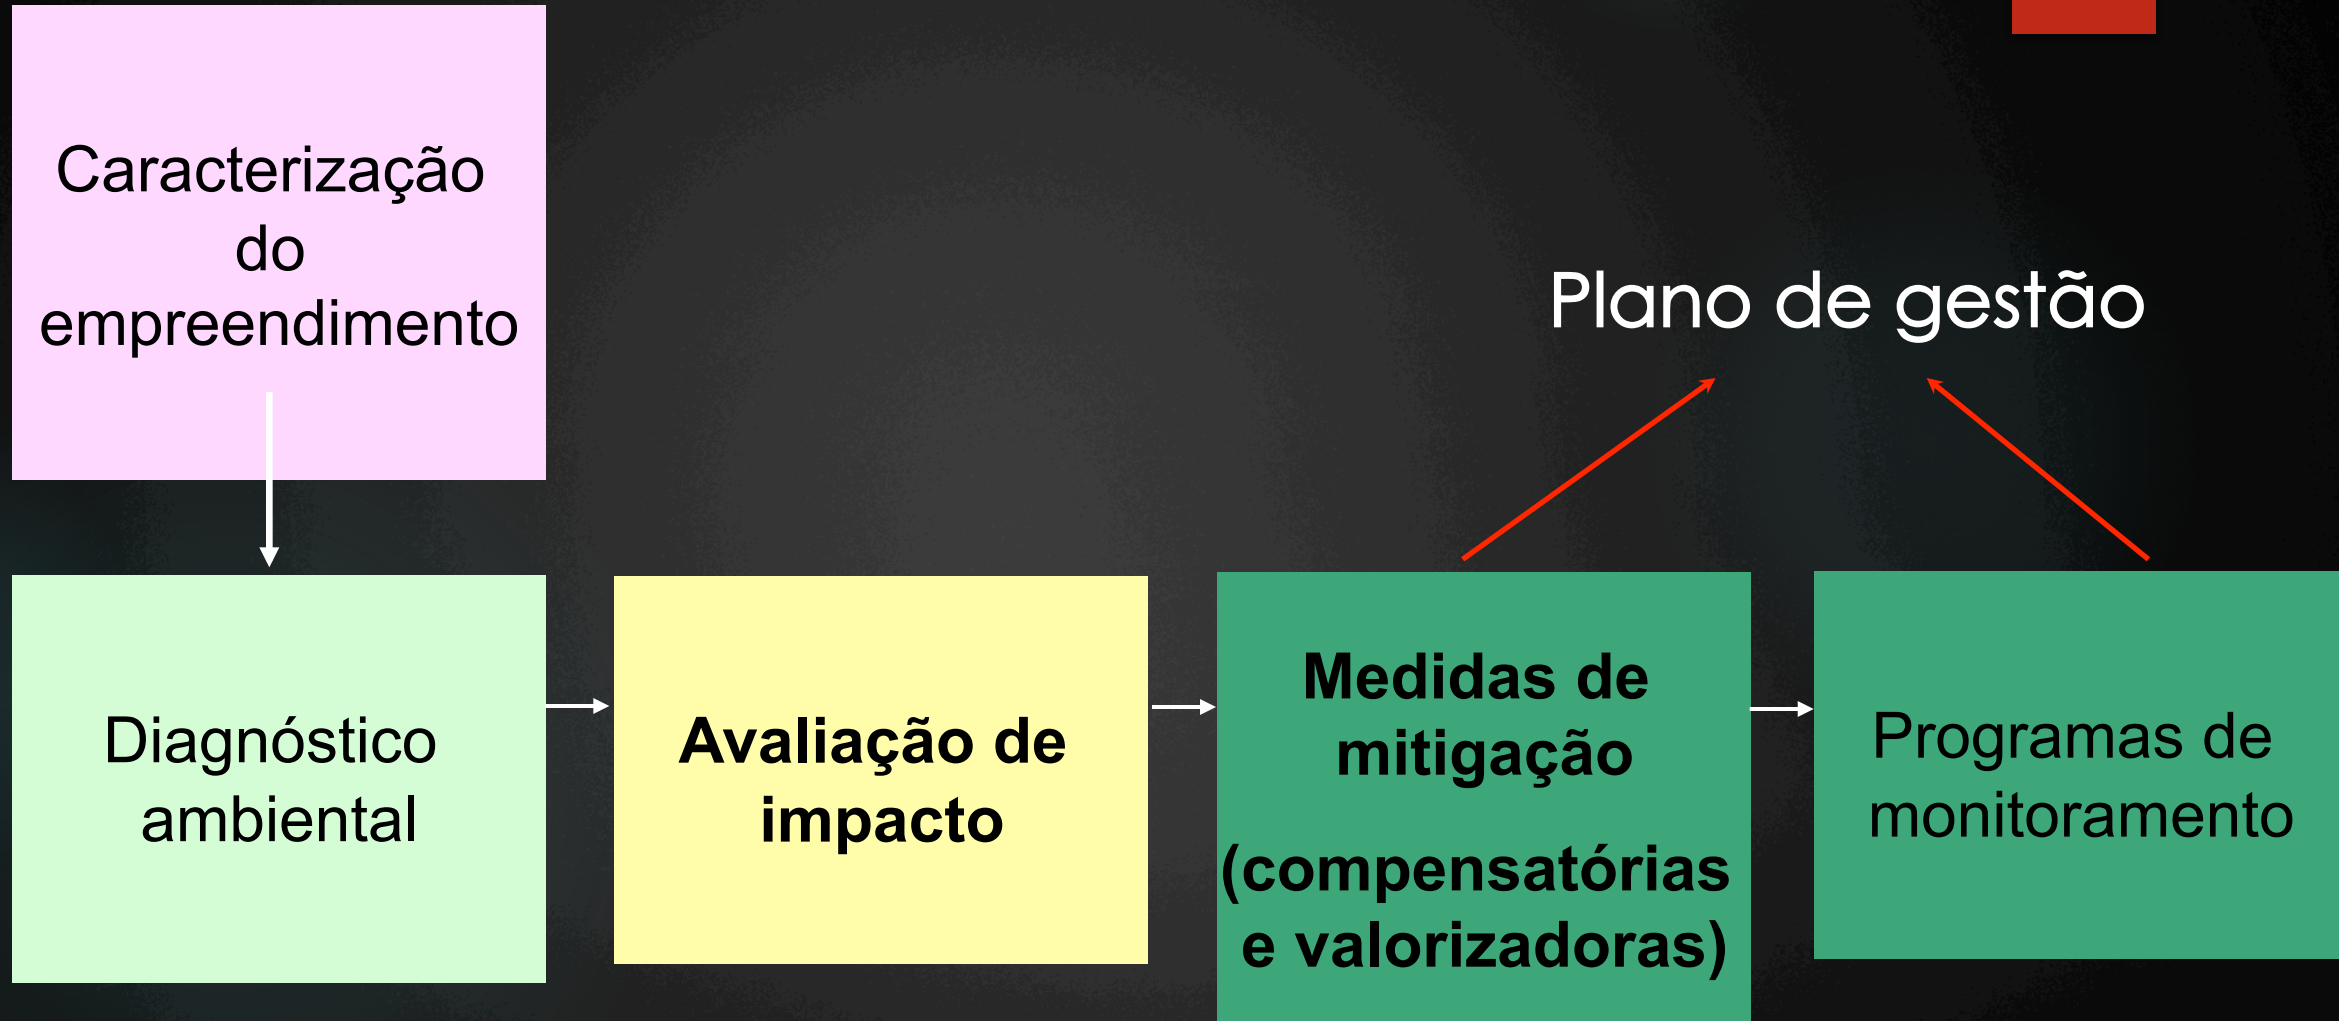 Caracterização
do
empreendimento
Plano de gestão
Diagnóstico
ambiental
Avaliação de
impacto
Medidas de
mitigação
(compensatórias
e valorizadoras)
Programas de
monitoramento